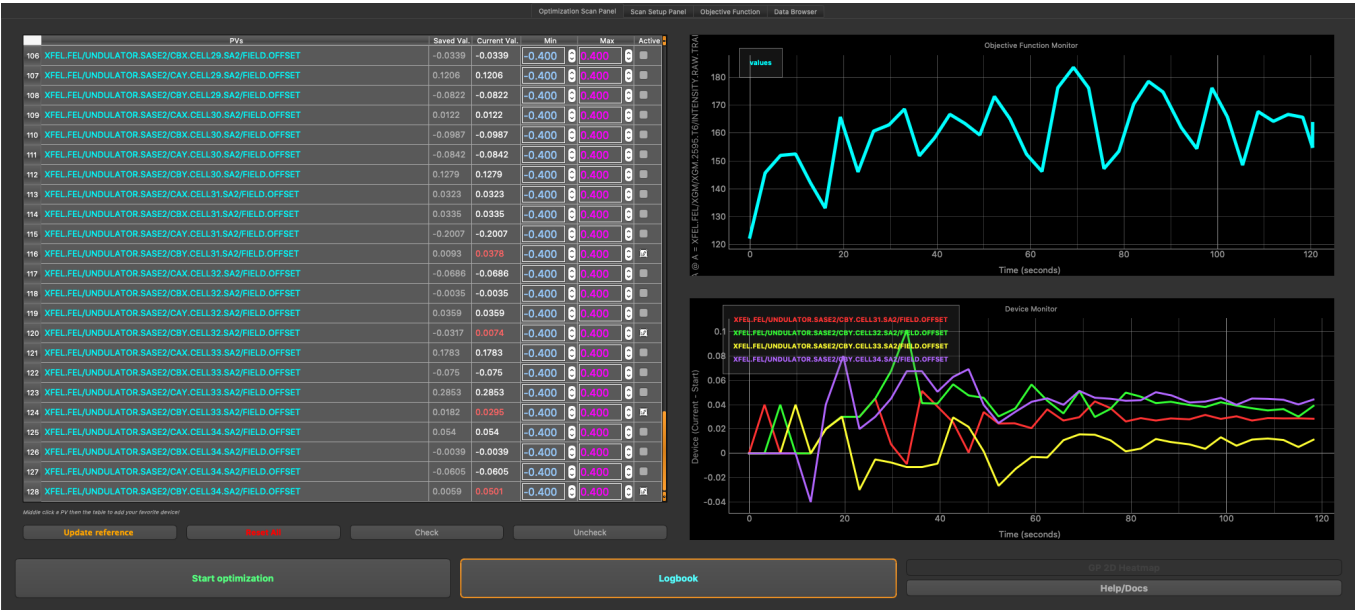 Optimization Scan Panel Scan Setup Panel Objective Function Data Browser
PVs Saved Val. Current Val. Min Max Active
106 XFEL.FEL/UNDULATOR.SASE2/CBX.CELL29.SA2/FIELD.OFFSET -0.0339 -0.0339 -0.400 0.400
107 XFEL.FEL/UNDULATOR.SASE2/CAY.CELL29.SA2/FIELD.OFFSET 0.1206 0.1206 -0.400 0.400
108 XFEL.FEL/UNDULATOR.SASE2/CBY.CELL29.SA2/FIELD.OFFSET -0.0822 -0.0822 -0.400 0.400
109 XFEL.FEL/UNDULATOR.SASE2/CAX.CELL30.SA2/FIELD.OFFSET 0.0122 0.0122 -0.400 0.400
110 XFEL.FEL/UNDULATOR.SASE2/CBX.CELL30.SA2/FIELD.OFFSET -0.0987 -0.0987 -0.400 0.400
111 XFEL.FEL/UNDULATOR.SASE2/CAY.CELL30.SA2/FIELD.OFFSET -0.0842 -0.0842 -0.400 0.400
112 XFEL.FEL/UNDULATOR.SASE2/CBY.CELL30.SA2/FIELD.OFFSET 0.1279 0.1279 -0.400 0.400
113 XFEL.FEL/UNDULATOR.SASE2/CAX.CELL31.SA2/FIELD.OFFSET 0.0323 0.0323 -0.400 0.400
114 XFEL.FEL/UNDULATOR.SASE2/CBX.CELL31.SA2/FIELD.OFFSET 0.0335 0.0335 -0.400 0.400
115 XFEL.FEL/UNDULATOR.SASE2/CAY.CELL31.SA2/FIELD.OFFSET -0.2007 -0.2007 -0.400 0.400
116 XFEL.FEL/UNDULATOR.SASE2/CBY.CELL31.SA2/FIELD.OFFSET 0.0093 0.0378 -0.400 0.400
117 XFEL.FEL/UNDULATOR.SASE2/CAX.CELL32.SA2/FIELD.OFFSET -0.0686 -0.0686 -0.400 0.400
118 XFEL.FEL/UNDULATOR.SASE2/CBX.CELL32.SA2/FIELD.OFFSET -0.0035 -0.0035 -0.400 0.400
119 XFEL.FEL/UNDULATOR.SASE2/CAY.CELL32.SA2/FIELD.OFFSET 0.0359 0.0359 -0.400 0.400
120 XFEL.FEL/UNDULATOR.SASE2/CBY.CELL32.SA2/FIELD.OFFSET -0.0317 0.0074 -0.400 0.400
121 XFEL.FEL/UNDULATOR.SASE2/CAX.CELL33.SA2/FIELD.OFFSET 0.1783 0.1783 -0.400 0.400
122 XFEL.FEL/UNDULATOR.SASE2/CBX.CELL33.SA2/FIELD.OFFSET -0.075 -0.075 -0.400 0.400
123 XFEL.FEL/UNDULATOR.SASE2/CAY.CELL33.SA2/FIELD.OFFSET 0.2853 0.2853 -0.400 0.400
124 XFEL.FEL/UNDULATOR.SASE2/CBY.CELL33.SA2/FIELD.OFFSET 0.0182 0.0295 -0.400 0.400
125 XFEL.FEL/UNDULATOR.SASE2/CAX.CELL34.SA2/FIELD.OFFSET 0.054 0.054 -0.400 0.400
126 XFEL.FEL/UNDULATOR.SASE2/CBX.CELL34.SA2/FIELD.OFFSET -0.0039 -0.0039 -0.400 0.400
127 XFEL.FEL/UNDULATOR.SASE2/CAY.CELL34.SA2/FIELD.OFFSET -0.0605 -0.0605 -0.400 0.400
128 XFEL.FEL/UNDULATOR.SASE2/CBY.CELL34.SA2/FIELD.OFFSET 0.0059 0.0501 -0.400 0.400
Middle click a PV then the table to add your favorite device!
Update reference Reset All Check Uncheck
Start optimization
Logbook
GP 2D Heatmap
Help/Docs
Objective Function Monitor
values
A @ A = XFEL.FEL/XGM/XGM.2595.T6/INTENSITY.RAW.TRAI
180
170
160
150
140
130
120
0 20 40 60 80 100 120
Time (seconds)
Device Monitor
XFEL.FEL/UNDULATOR.SASE2/CBY.CELL31.SA2/FIELD.OFFSET
XFEL.FEL/UNDULATOR.SASE2/CBY.CELL32.SA2/FIELD.OFFSET
XFEL.FEL/UNDULATOR.SASE2/CBY.CELL33.SA2/FIELD.OFFSET
XFEL.FEL/UNDULATOR.SASE2/CBY.CELL34.SA2/FIELD.OFFSET
Device (Current - Start)
0.1
0.08
0.06
0.04
0.02
0
-0.02
-0.04
0 20 40 60 80 100 120
Time (seconds)